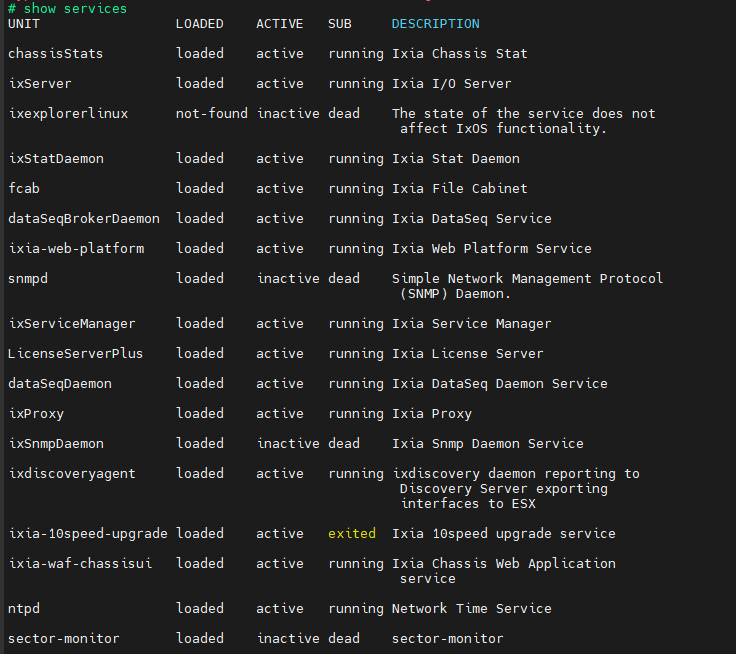 # show services
UNIT LOADED ACTIVE SUB DESCRIPTION
chassisStats loaded active running Ixia Chassis Stat
ixServer loaded active running Ixia I/O Server
ixexplorerlinux not-found inactive dead The state of the service does not
affect IxOS functionality.
ixStatDaemon loaded active running Ixia Stat Daemon
fcab loaded active running Ixia File Cabinet
dataSeqBrokerDaemon loaded active running Ixia DataSeq Service
ixia-web-platform loaded active running Ixia Web Platform Service
snmpd loaded inactive dead Simple Network Management Protocol
(SNMP) Daemon.
ixServiceManager loaded active running Ixia Service Manager
LicenseServerPlus loaded active running Ixia License Server
dataSeqDaemon loaded active running Ixia DataSeq Daemon Service
ixProxy loaded active running Ixia Proxy
ixSnmpDaemon loaded inactive dead Ixia Snmp Daemon Service
ixdiscoveryagent loaded active running ixdiscovery daemon reporting to
Discovery Server exporting
interfaces to ESX
ixia-10speed-upgrade loaded active exited Ixia 10speed upgrade service
ixia-waf-chassisui loaded active running Ixia Chassis Web Application
service
ntpd loaded active running Network Time Service
sector-monitor loaded inactive dead sector-monitor